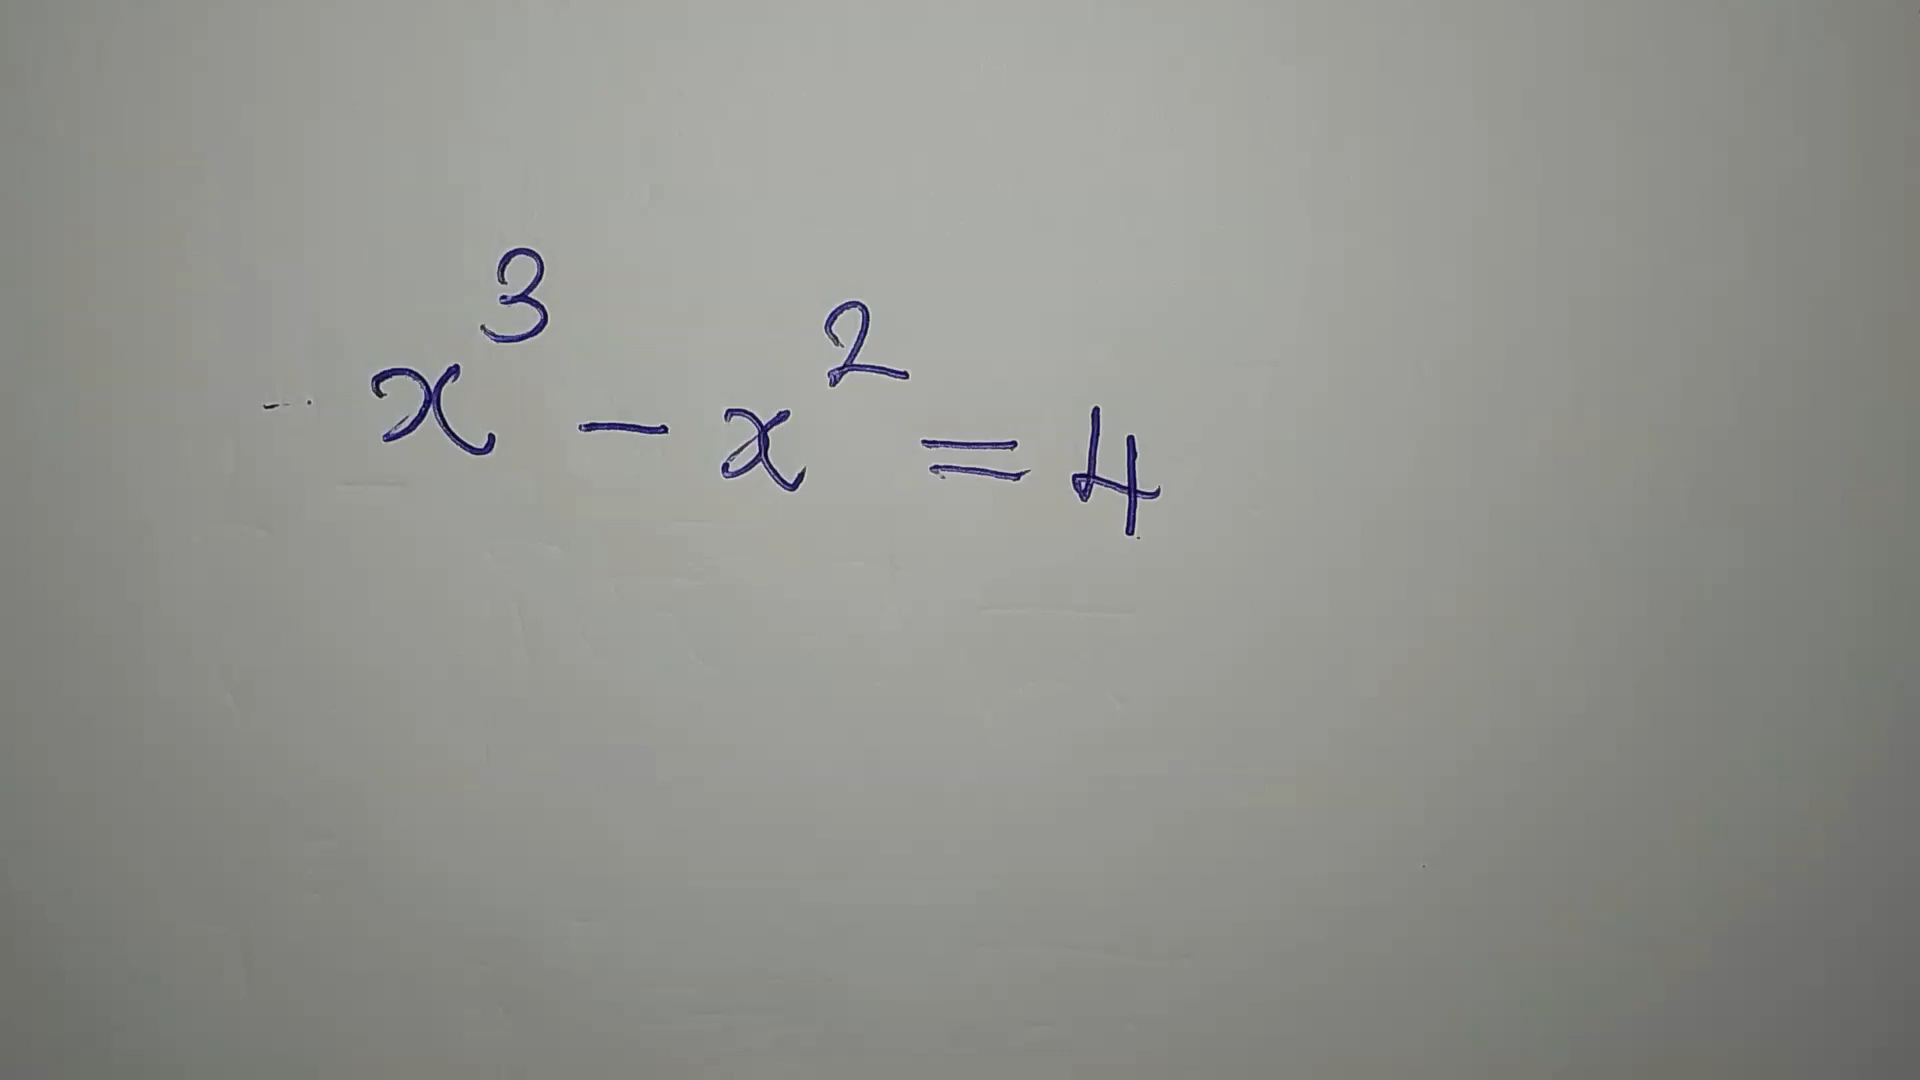 x³ - x² = 4